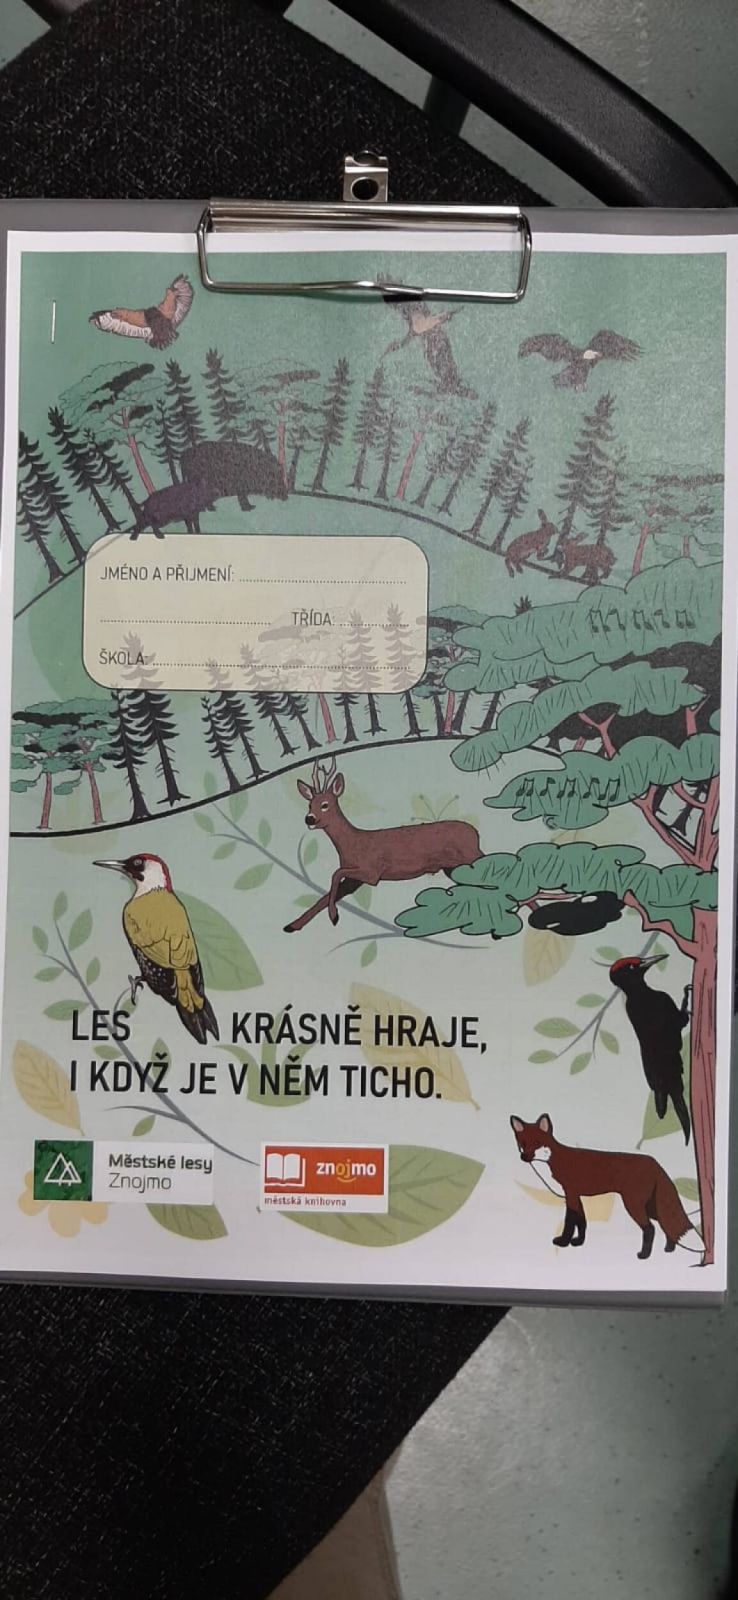 JMÉNO A PŘIJMENÍ:
TŘÍDA:
ŠKOLA:
LES KRÁSNĚ HRAJE,
I KDYŽ JE V NĚM TICHO.
Městské lesy
Znojmo
znojmo
městská knihovna